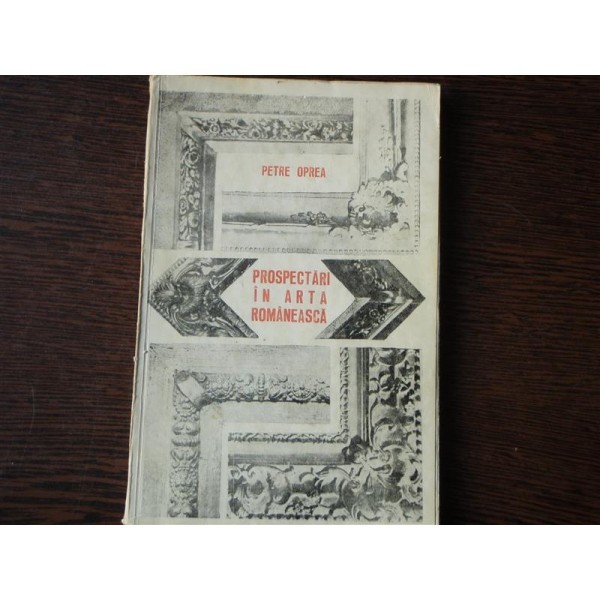 PETRE OPREA
PROSPECTĂRI
ÎN ARTA
ROMÂNEASCĂ